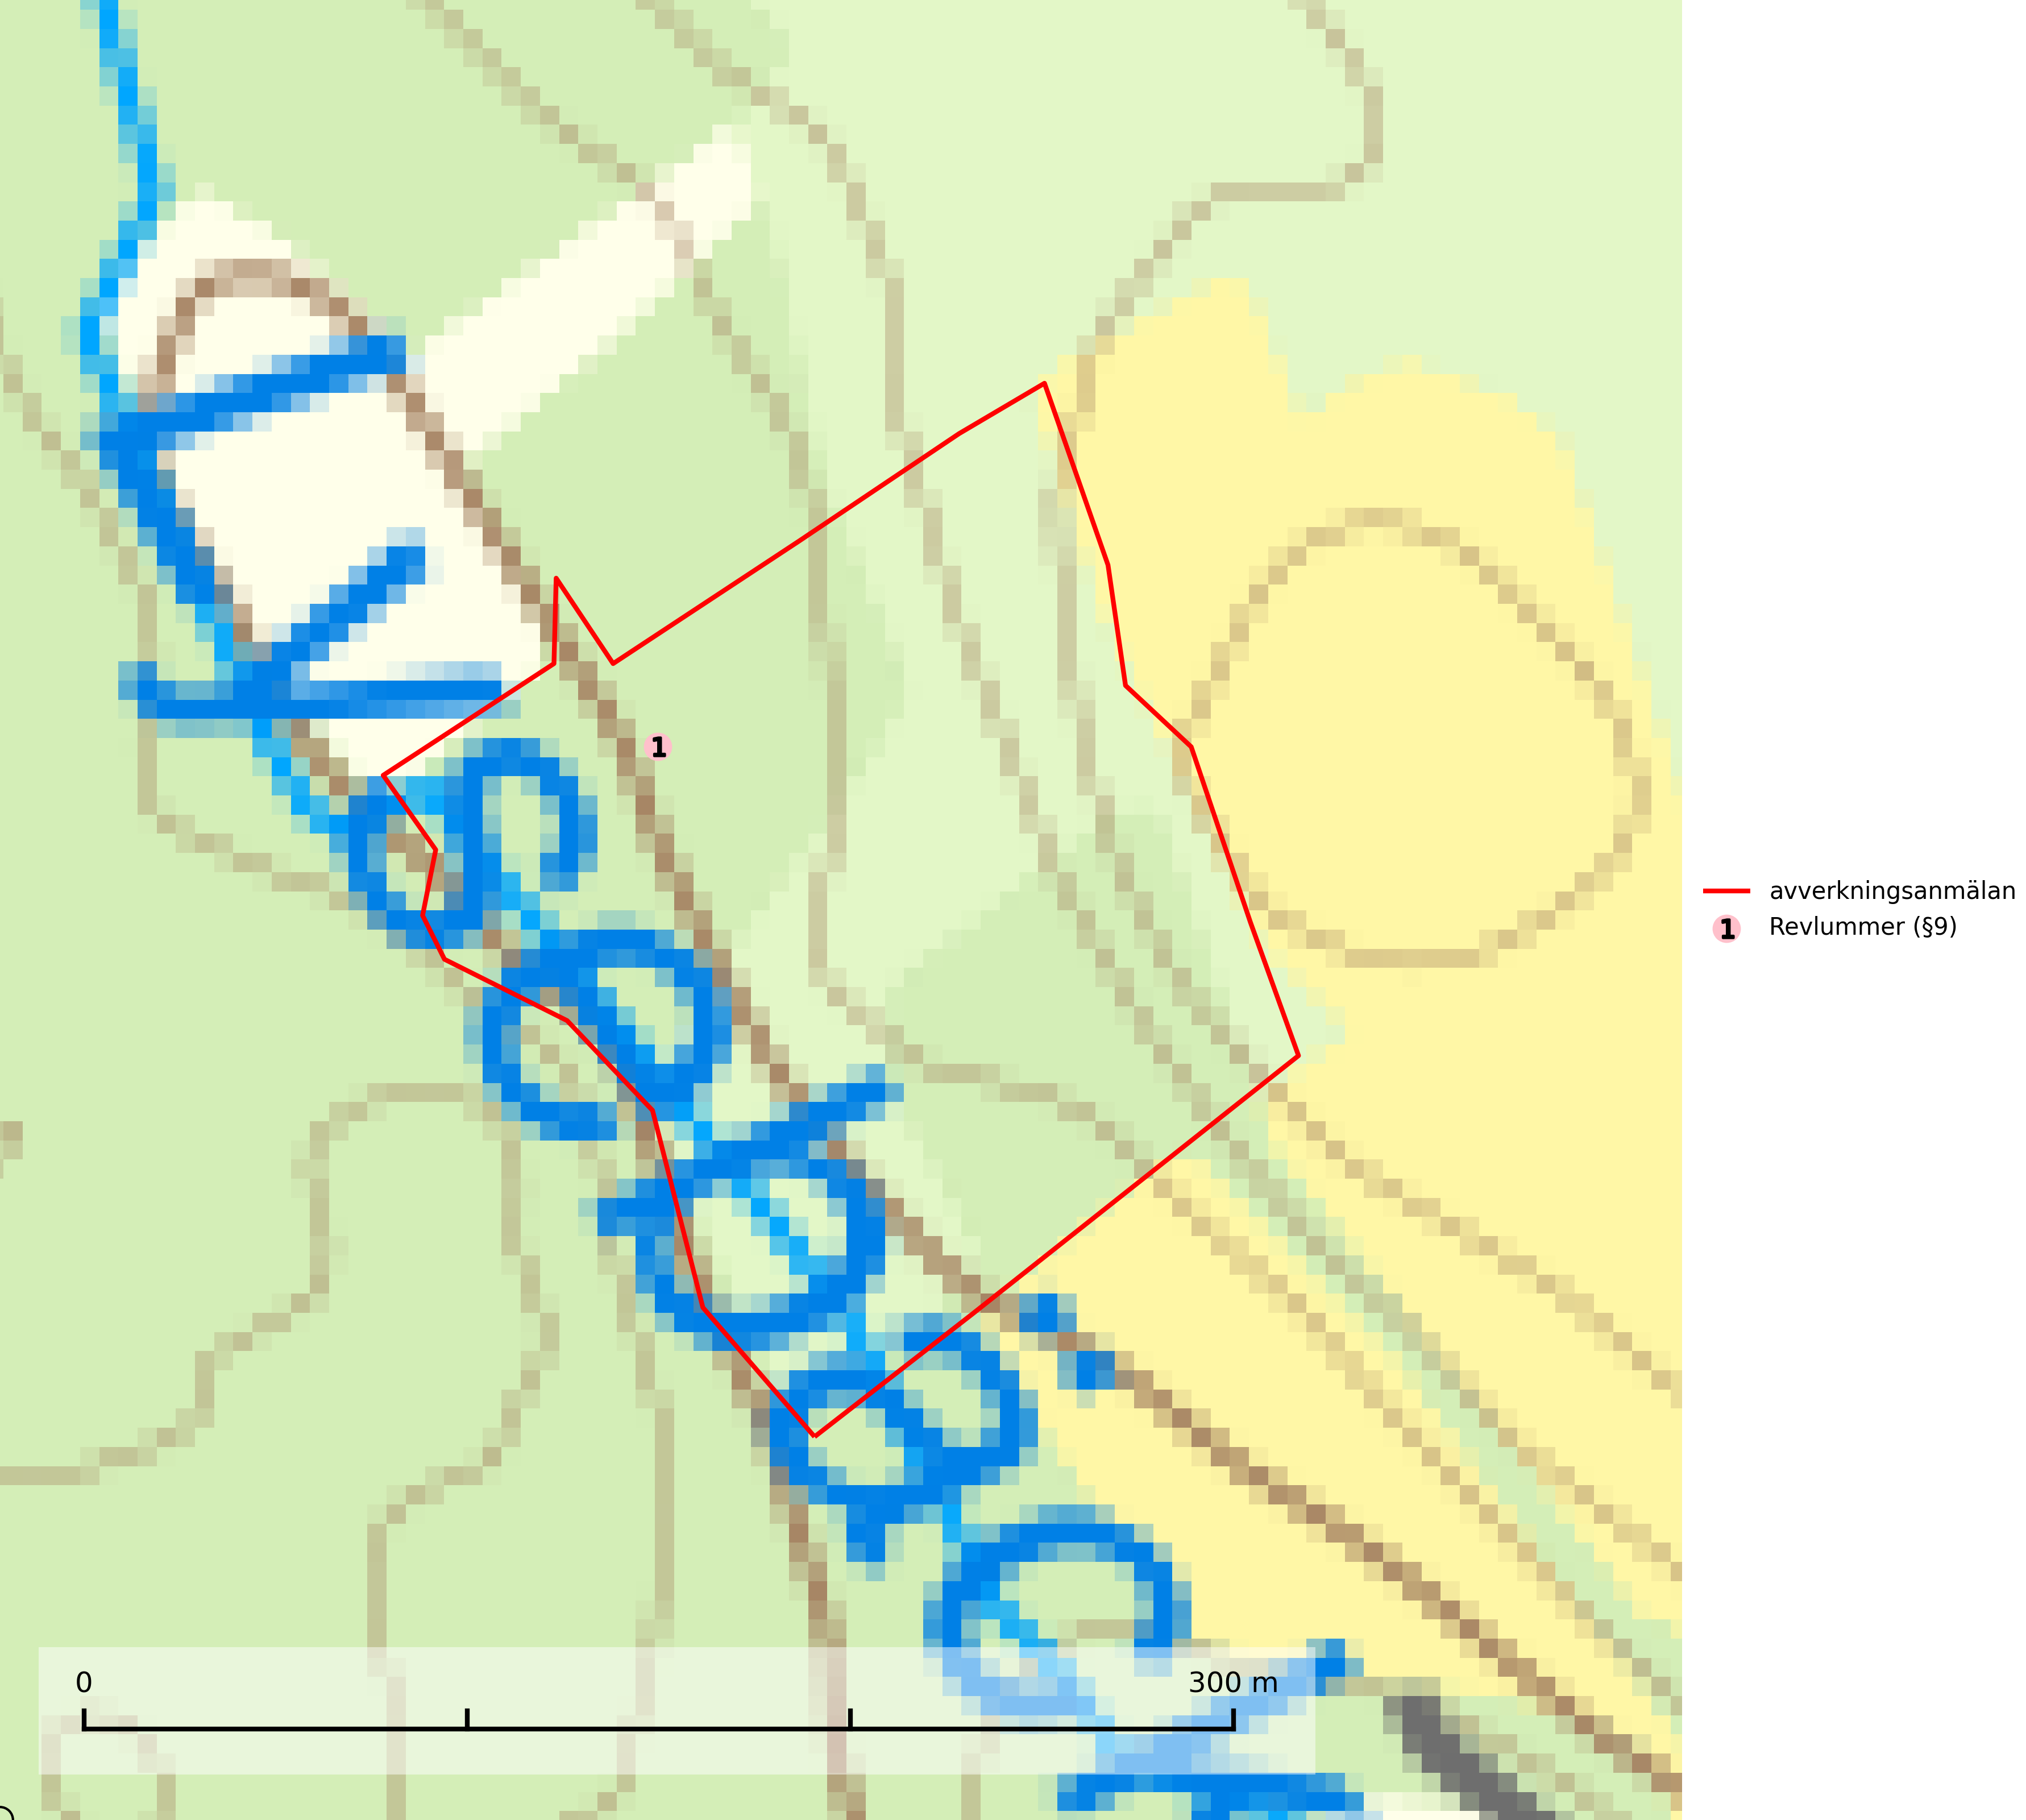 1
avverkningsanmälan
1 Revlummer (§9)
0 300 m